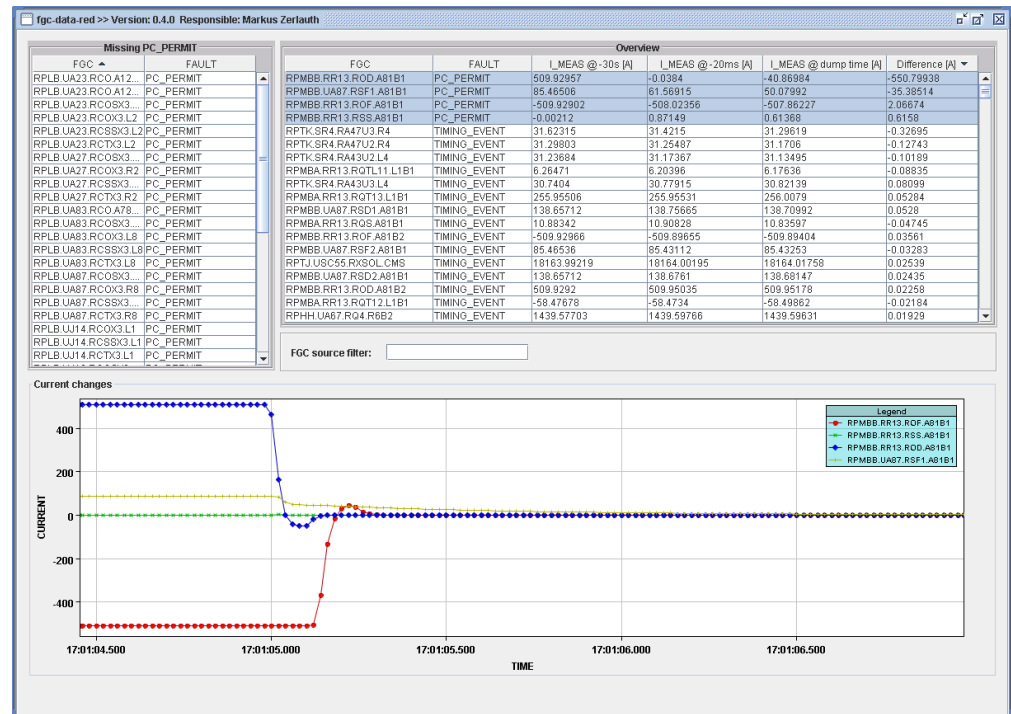 fgc-data-red >> Version: 0.4.0 Responsible: Markus Zerlauth
Missing PC_PERMIT
FGC FAULT
RPLB.UA23.RCO.A12... PC_PERMIT
RPLB.UA23.RCO.A12... PC_PERMIT
RPLB.UA23.RCOSX3... PC_PERMIT
RPLB.UA23.RCOX3.L2 PC_PERMIT
RPLB.UA23.RCSSX3.L2 PC_PERMIT
RPLB.UA23.RCTX3.L2 PC_PERMIT
RPLB.UA27.RCOSX3.... PC_PERMIT
RPLB.UA27.RCOX3.R2 PC_PERMIT
RPLB.UA27.RCSSX3.... PC_PERMIT
RPLB.UA27.RCTX3.R2 PC_PERMIT
RPLB.UA83.RCO.A78... PC_PERMIT
RPLB.UA83.RCOSX3.... PC_PERMIT
RPLB.UA83.RCOX3.L8 PC_PERMIT
RPLB.UA83.RCSSX3.L8 PC_PERMIT
RPLB.UA83.RCTX3.L8 PC_PERMIT
RPLB.UA87.RCOSX3.... PC_PERMIT
RPLB.UA87.RCOX3.R8 PC_PERMIT
RPLB.UA87.RCSSX3.... PC_PERMIT
RPLB.UA87.RCTX3.R8 PC_PERMIT
RPLB.UJ14.RCOX3.L1 PC_PERMIT
RPLB.UJ14.RCSSX3.L1 PC_PERMIT
RPLB.UJ14.RCTX3.L1 PC_PERMIT
Overview
FGC FAULT I_MEAS @ -30s [A] I_MEAS @ -20ms [A] I_MEAS @ dump time [A] Difference [A]
RPMBB.RR13.ROD.A81B1 PC_PERMIT 509.92957 -0.0384 -40.86984 -550.79938
RPMBB.UA87.RSF1.A81B1 PC_PERMIT 85.46506 61.56915 50.07992 -35.38514
RPMBB.RR13.ROF.A81B1 PC_PERMIT -509.92902 -508.02356 -507.86227 2.06674
RPMBB.RR13.RSS.A81B1 PC_PERMIT -0.00212 0.87149 0.61368 0.6158
RPTK.SR4.RA47U3.R4 TIMING_EVENT 31.62315 31.4215 31.29619 -0.32695
RPTK.SR4.RA47U2.R4 TIMING_EVENT 31.29803 31.25487 31.1706 -0.12743
RPTK.SR4.RA43U2.L4 TIMING_EVENT 31.23684 31.17367 31.13495 -0.10189
RPMBA.RR13.RQTL11.L1B1 TIMING_EVENT 6.26471 6.20396 6.17636 -0.08835
RPTK.SR4.RA43U3.L4 TIMING_EVENT 30.7404 30.77915 30.82139 0.08099
RPMBA.RR13.RQT13.L1B1 TIMING_EVENT 255.95506 255.95531 256.0079 0.05284
RPMBB.UA87.RSD1.A81B1 TIMING_EVENT 138.65712 138.75665 138.70992 0.0528
RPMBA.RR13.RQS.A81B1 TIMING_EVENT 10.88342 10.90828 10.83597 -0.04745
RPMBB.RR13.ROF.A81B2 TIMING_EVENT -509.92966 -509.89655 -509.89404 0.03561
RPMBB.UA87.RSF2.A81B1 TIMING_EVENT 85.46536 85.43112 85.43253 -0.03283
RPTJ.USC55.RXSOL.CMS TIMING_EVENT 18163.99219 18164.00195 18164.01758 0.02539
RPMBB.UA87.RSD2.A81B1 TIMING_EVENT 138.65712 138.6761 138.68147 0.02435
RPMBB.RR13.ROD.A81B2 TIMING_EVENT 509.9292 509.95035 509.95178 0.02258
RPMBA.RR13.RQT12.L1B1 TIMING_EVENT -58.47678 -58.4734 -58.49862 -0.02184
RPHH.UA67.RQ4.R6B2 TIMING_EVENT 1439.57703 1439.59766 1439.59631 0.01929
FGC source filter:
Current changes
Legend
RPMBB.RR13.ROF.A81B1
RPMBB.RR13.RSS.A81B1
RPMBB.RR13.ROD.A81B1
RPMBB.UA87.RSF1.A81B1
CURRENT
400
200
0
-200
-400
17:01:04.500 17:01:05.000 17:01:05.500 17:01:06.000 17:01:06.500
TIME